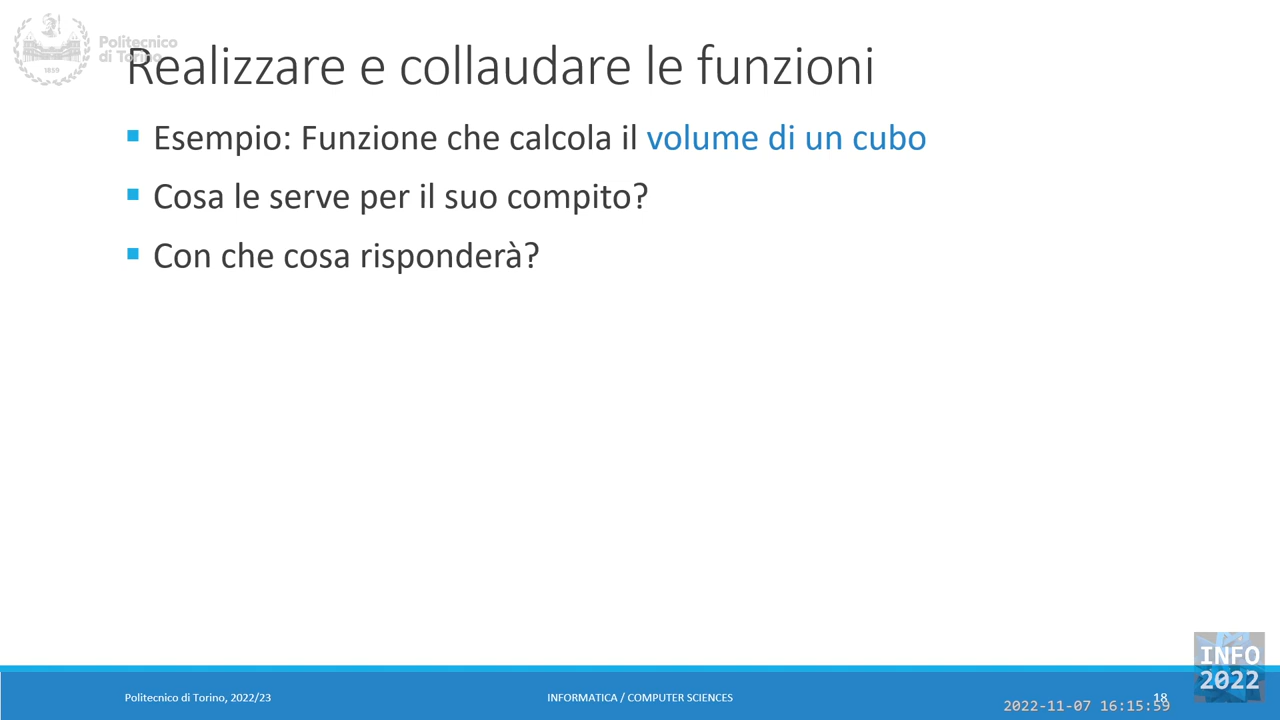 Politecnico
di Torino
1859
Realizzare e collaudare le funzioni
Esempio: Funzione che calcola il volume di un cubo
Cosa le serve per il suo compito?
Con che cosa risponderà?
INFO
2022
Politecnico di Torino, 2022/23
INFORMATICA / COMPUTER SCIENCES
18
2022-11-07 16:15:59